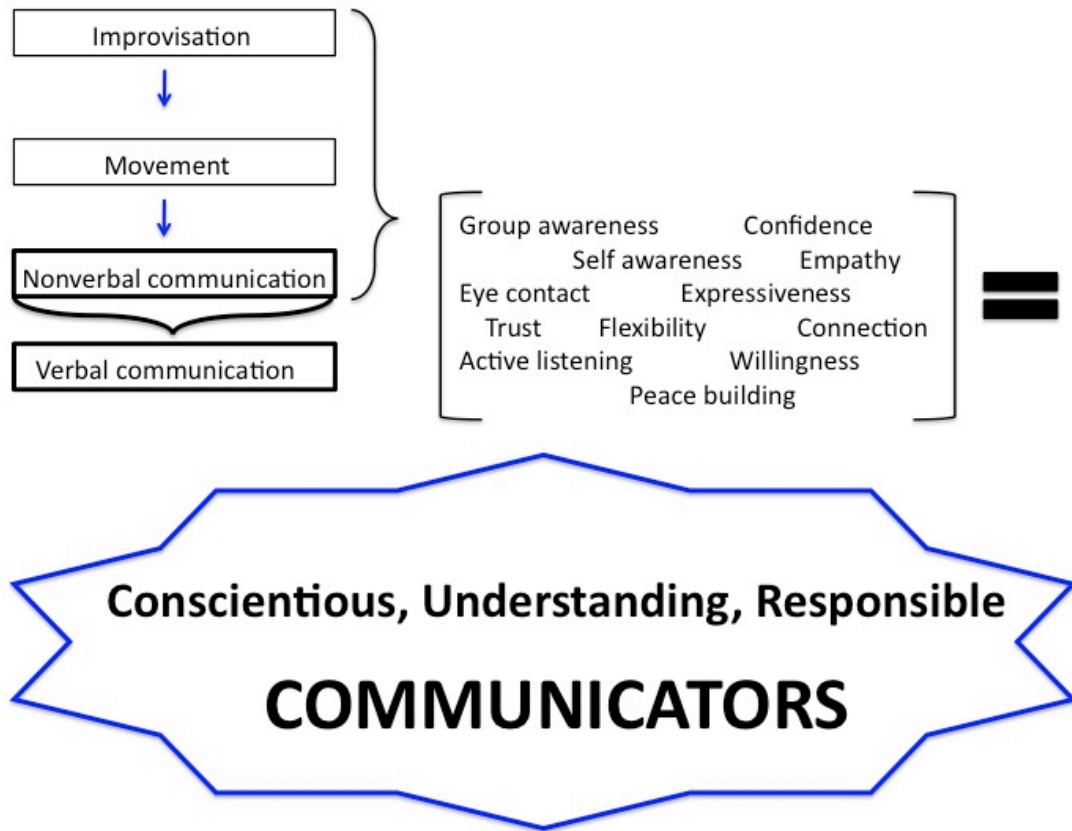 Improvisation
Movement
Nonverbal communication
Verbal communication
Group awareness Confidence
Self awareness Empathy
Eye contact Expressiveness
Trust Flexibility Connection
Active listening Willingness
Peace building
=
Conscientious, Understanding, Responsible
COMMUNICATORS